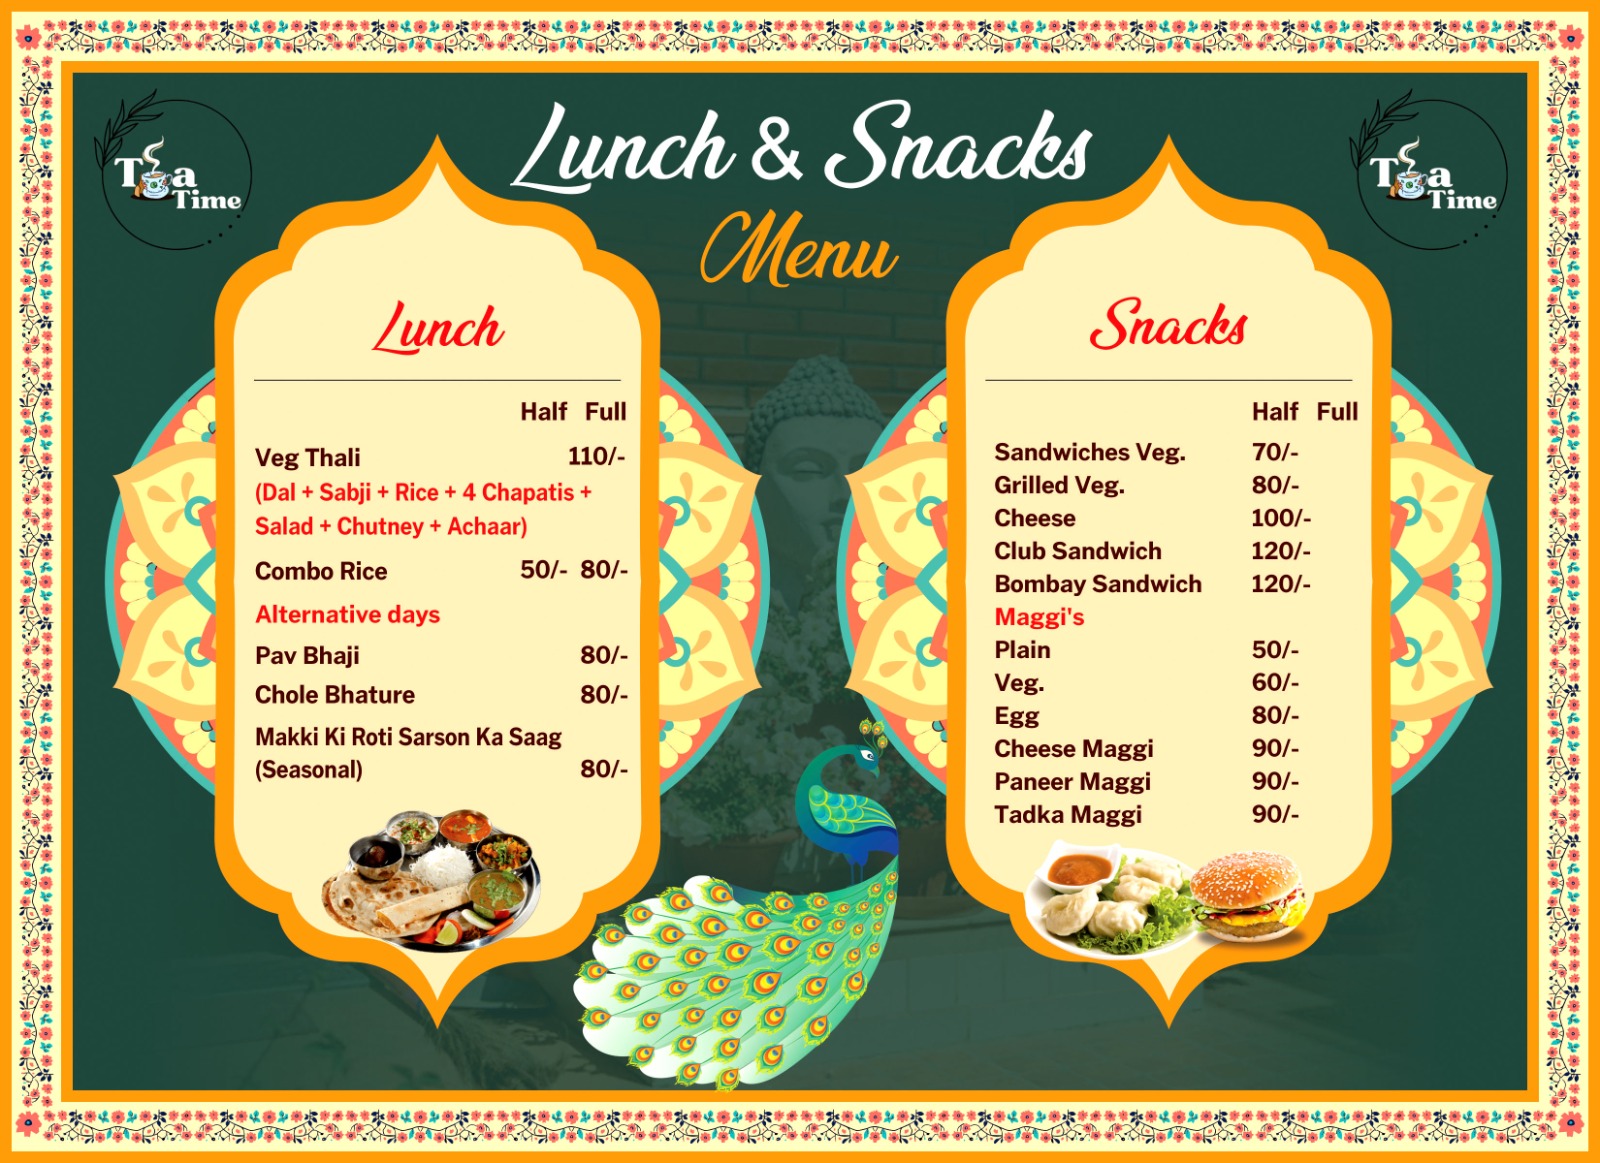 Tea
Time
Lunch & Snacks
Menu
Tea
Time
Lunch
Half Full
Veg Thali 110/-
(Dal + Sabji + Rice + 4 Chapatis +
Salad + Chutney + Achaar)
Combo Rice 50/- 80/-
Alternative days
Pav Bhaji 80/-
Chole Bhature 80/-
Makki Ki Roti Sarson Ka Saag
(Seasonal) 80/-
Snacks
Half Full
Sandwiches Veg. 70/-
Grilled Veg. 80/-
Cheese 100/-
Club Sandwich 120/-
Bombay Sandwich 120/-
Maggi's
Plain 50/-
Veg. 60/-
Egg 80/-
Cheese Maggi 90/-
Paneer Maggi 90/-
Tadka Maggi 90/-